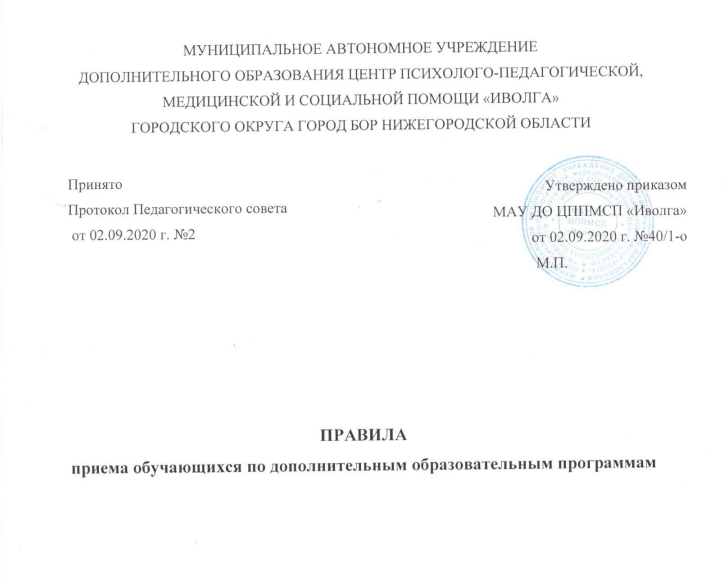 МУНИЦИПАЛЬНОЕ АВТОНОМНОЕ УЧРЕЖДЕНИЕ
ДОПОЛНИТЕЛЬНОГО ОБРАЗОВАНИЯ ЦЕНТР ПСИХОЛОГО-ПЕДАГОГИЧЕСКОЙ,
МЕДИЦИНСКОЙ И СОЦИАЛЬНОЙ ПОМОЩИ «ИВОЛГА»
ГОРОДСКОГО ОКРУГА ГОРОД БОР НИЖЕГОРОДСКОЙ ОБЛАСТИ
Принято
Утверждено приказом
Протокол Педагогического совета
МАУ ДО ЦППМСП «Иволга»
от 02.09.2020 г. №2
от 02.09.2020 г. №40/1-о
М.П.
ЦППМСП
ПРАВИЛА
приема обучающихся по дополнительным образовательным программам